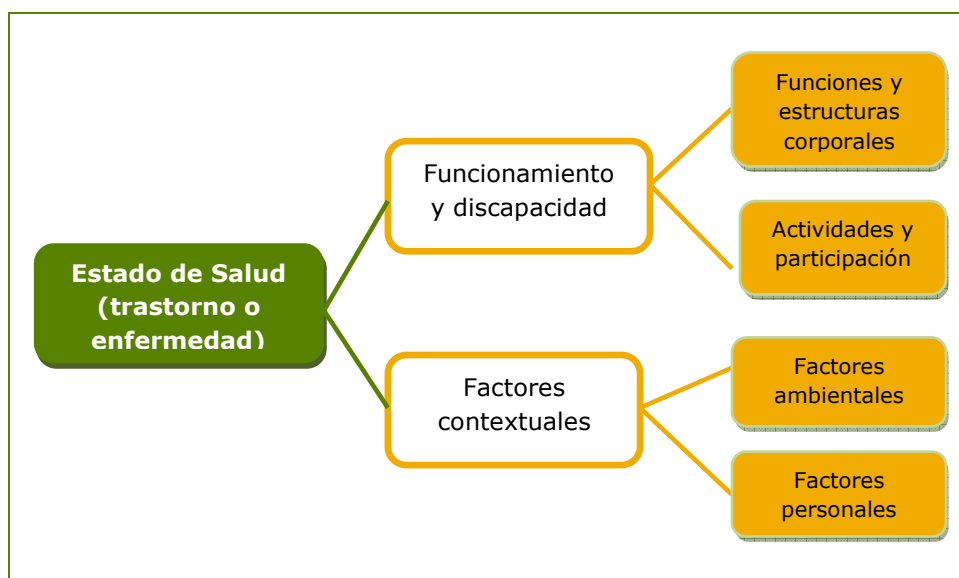 Estado de Salud
(trastorno o
enfermedad)
Funcionamiento
y discapacidad
Funciones y
estructuras
corporales
Actividades y
participación
Factores
contextuales
Factores
ambientales
Factores
personales